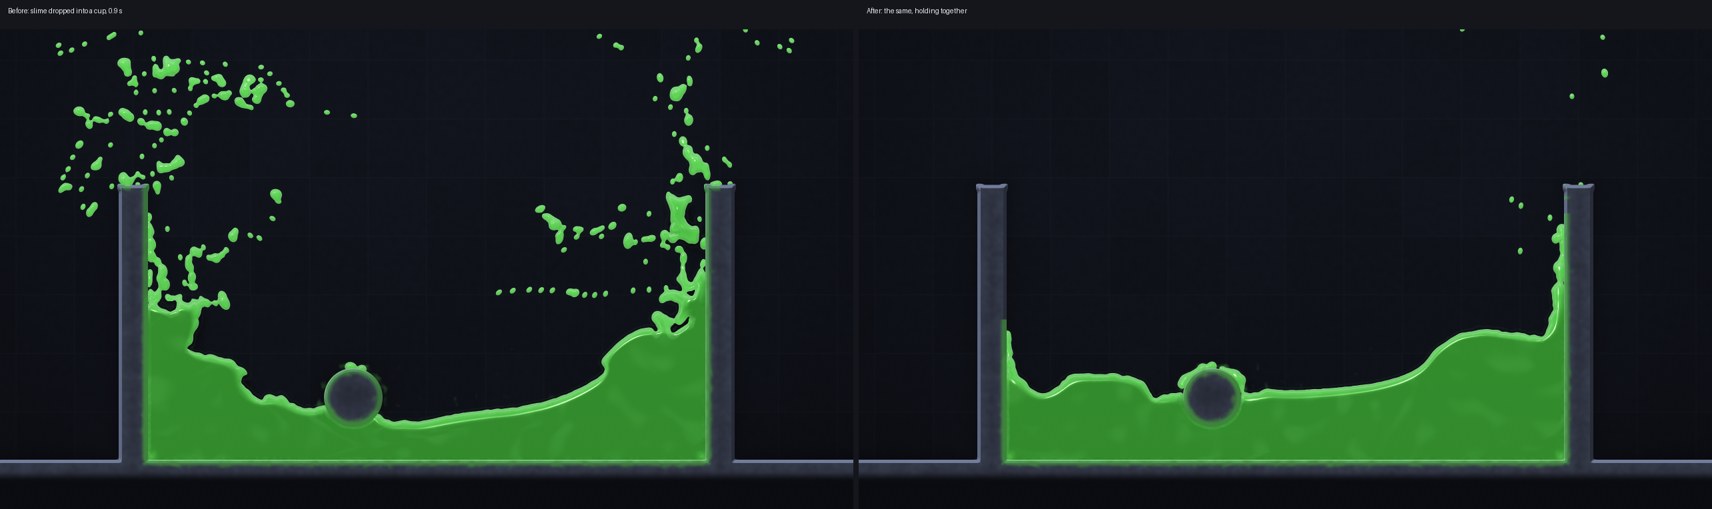 Before: slime dropped into a cup, 0.9 s
After: the same, holding together